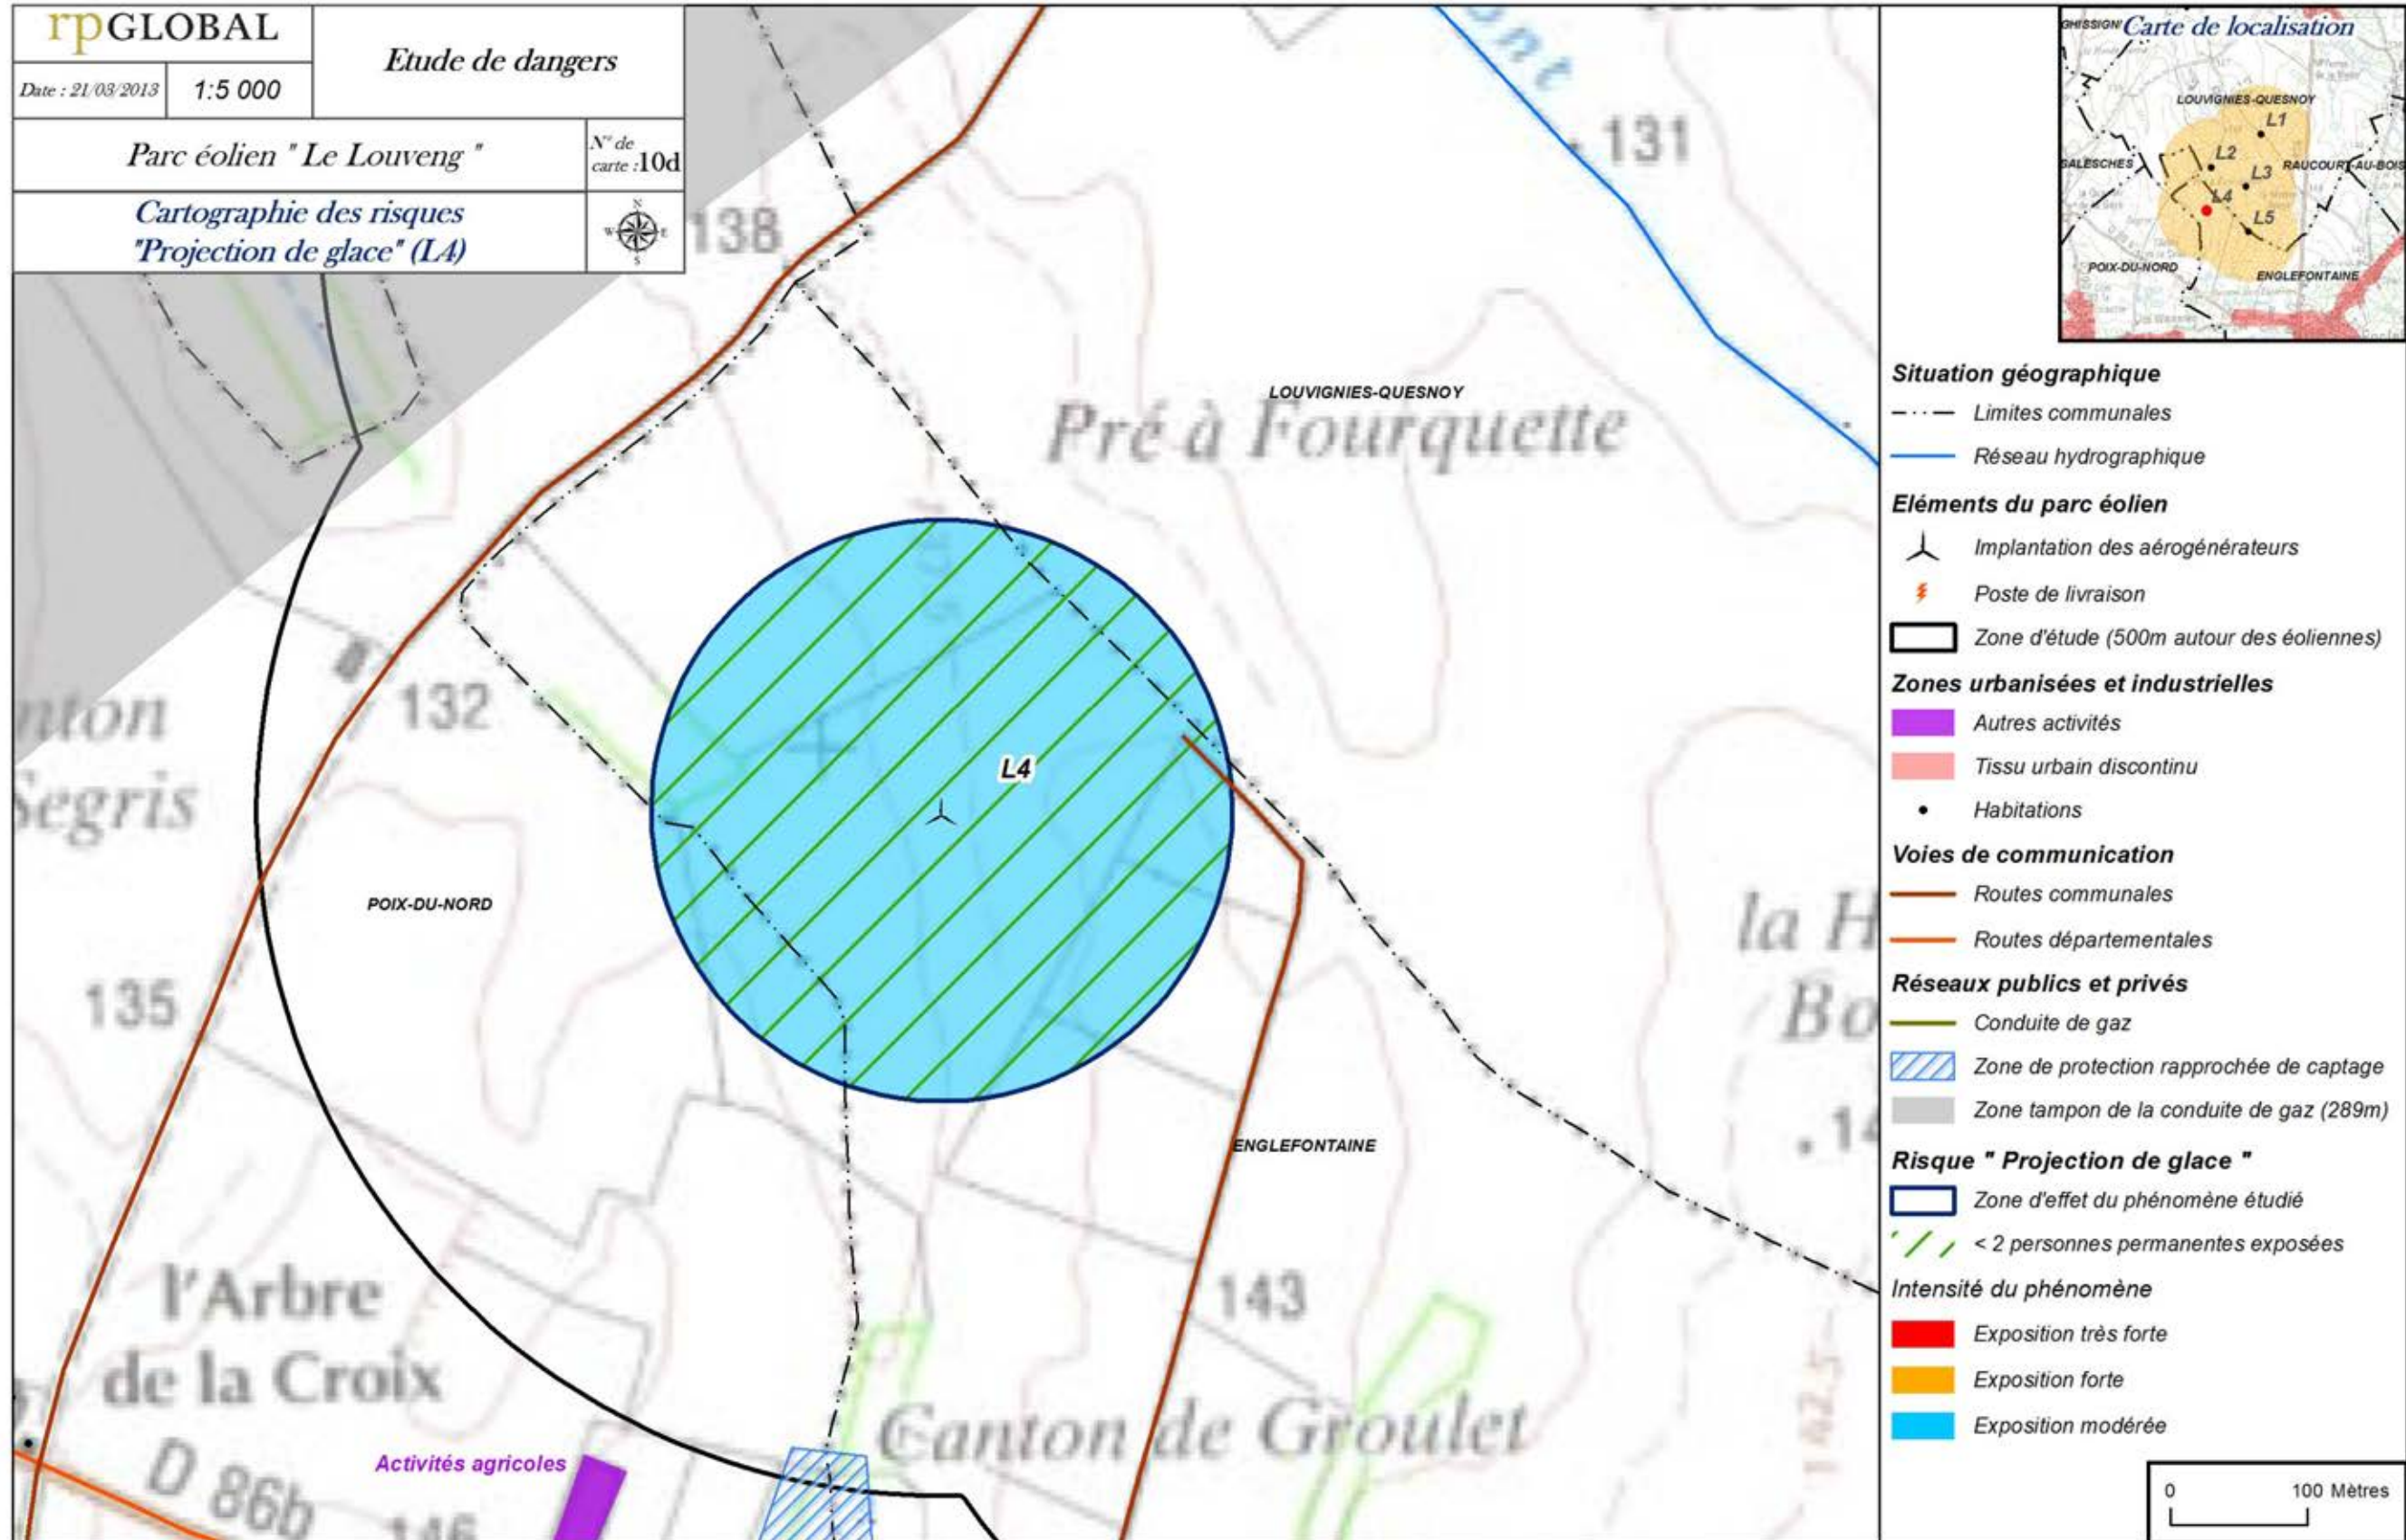 rpGLOBAL
Date : 21/03/2013
1:5 000
Etude de dangers
Parc éolien " Le Louveng "
N° de
carte :10d
Cartographie des risques
"Projection de glace" (L4)
N
W
E
S
138
131
LOUVIGNIES-QUESNOY
Pré à Fourquette
132
Segris
L4
POIX-DU-NORD
135
la H
Bo
ENGLEFONTAINE
143
l'Arbre
de la Croix
Canton de Groulet
Activités agricoles
D 86b
146
Carte de localisation
LOUVIGNIES-QUESNOY
L1
L2
SALESCHES
RAUCOURT-AU-BOIS
L3
L4
L5
POIX-DU-NORD
ENGLEFONTAINE
Situation géographique
Limites communales
Réseau hydrographique
Eléments du parc éolien
Implantation des aérogénérateurs
Poste de livraison
Zone d'étude (500m autour des éoliennes)
Zones urbanisées et industrielles
Autres activités
Tissu urbain discontinu
Habitations
Voies de communication
Routes communales
Routes départementales
Réseaux publics et privés
Conduite de gaz
Zone de protection rapprochée de captage
Zone tampon de la conduite de gaz (289m)
Risque " Projection de glace "
Zone d'effet du phénomène étudié
< 2 personnes permanentes exposées
Intensité du phénomène
Exposition très forte
Exposition forte
Exposition modérée
0 100 Mètres